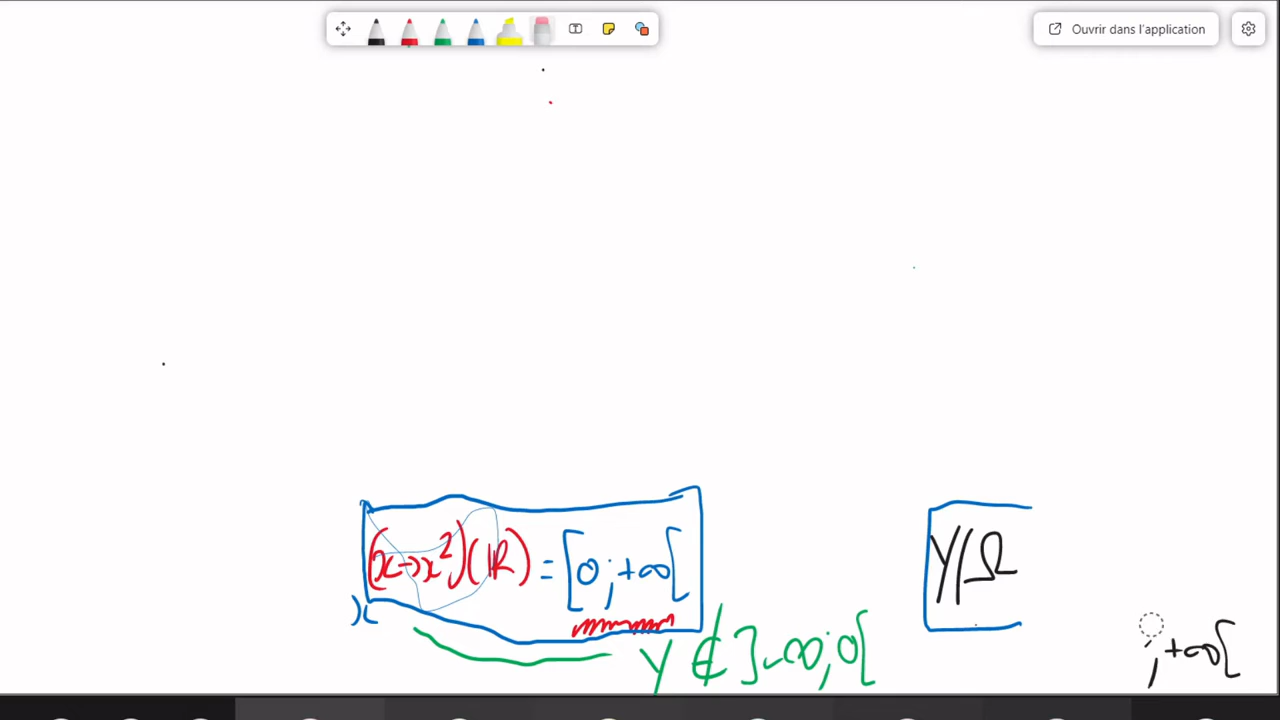 Ouvrir dans l'application
(x→x²)(ℝ) = [0;+∞[
Y(Ω
Y ∉ ]-∞;0[
;+∞[